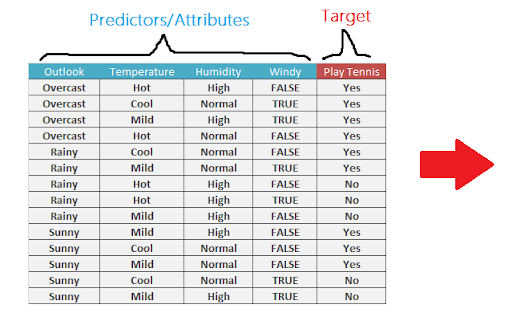 Predictors/Attributes Target
Outlook Temperature Humidity Windy Play Tennis
Overcast Hot High FALSE Yes
Overcast Cool Normal TRUE Yes
Overcast Mild High TRUE Yes
Overcast Hot Normal FALSE Yes
Rainy Cool Normal FALSE Yes
Rainy Mild Normal TRUE Yes
Rainy Hot High FALSE No
Rainy Hot High TRUE No
Rainy Mild High FALSE No
Sunny Mild High FALSE Yes
Sunny Cool Normal FALSE Yes
Sunny Mild Normal FALSE Yes
Sunny Cool Normal TRUE No
Sunny Mild High TRUE No